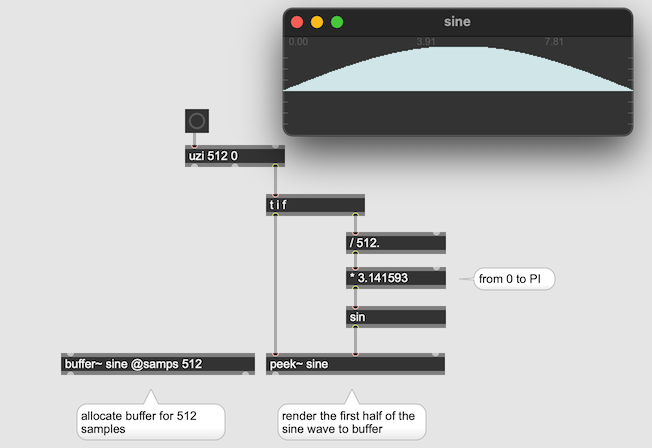 sine
0.00 3.91 7.81
uzi 512 0
t i f
/ 512.
* 3.141593
from 0 to PI
sin
buffer~ sine @samps 512
peek~ sine
allocate buffer for 512
samples
render the first half of the
sine wave to buffer